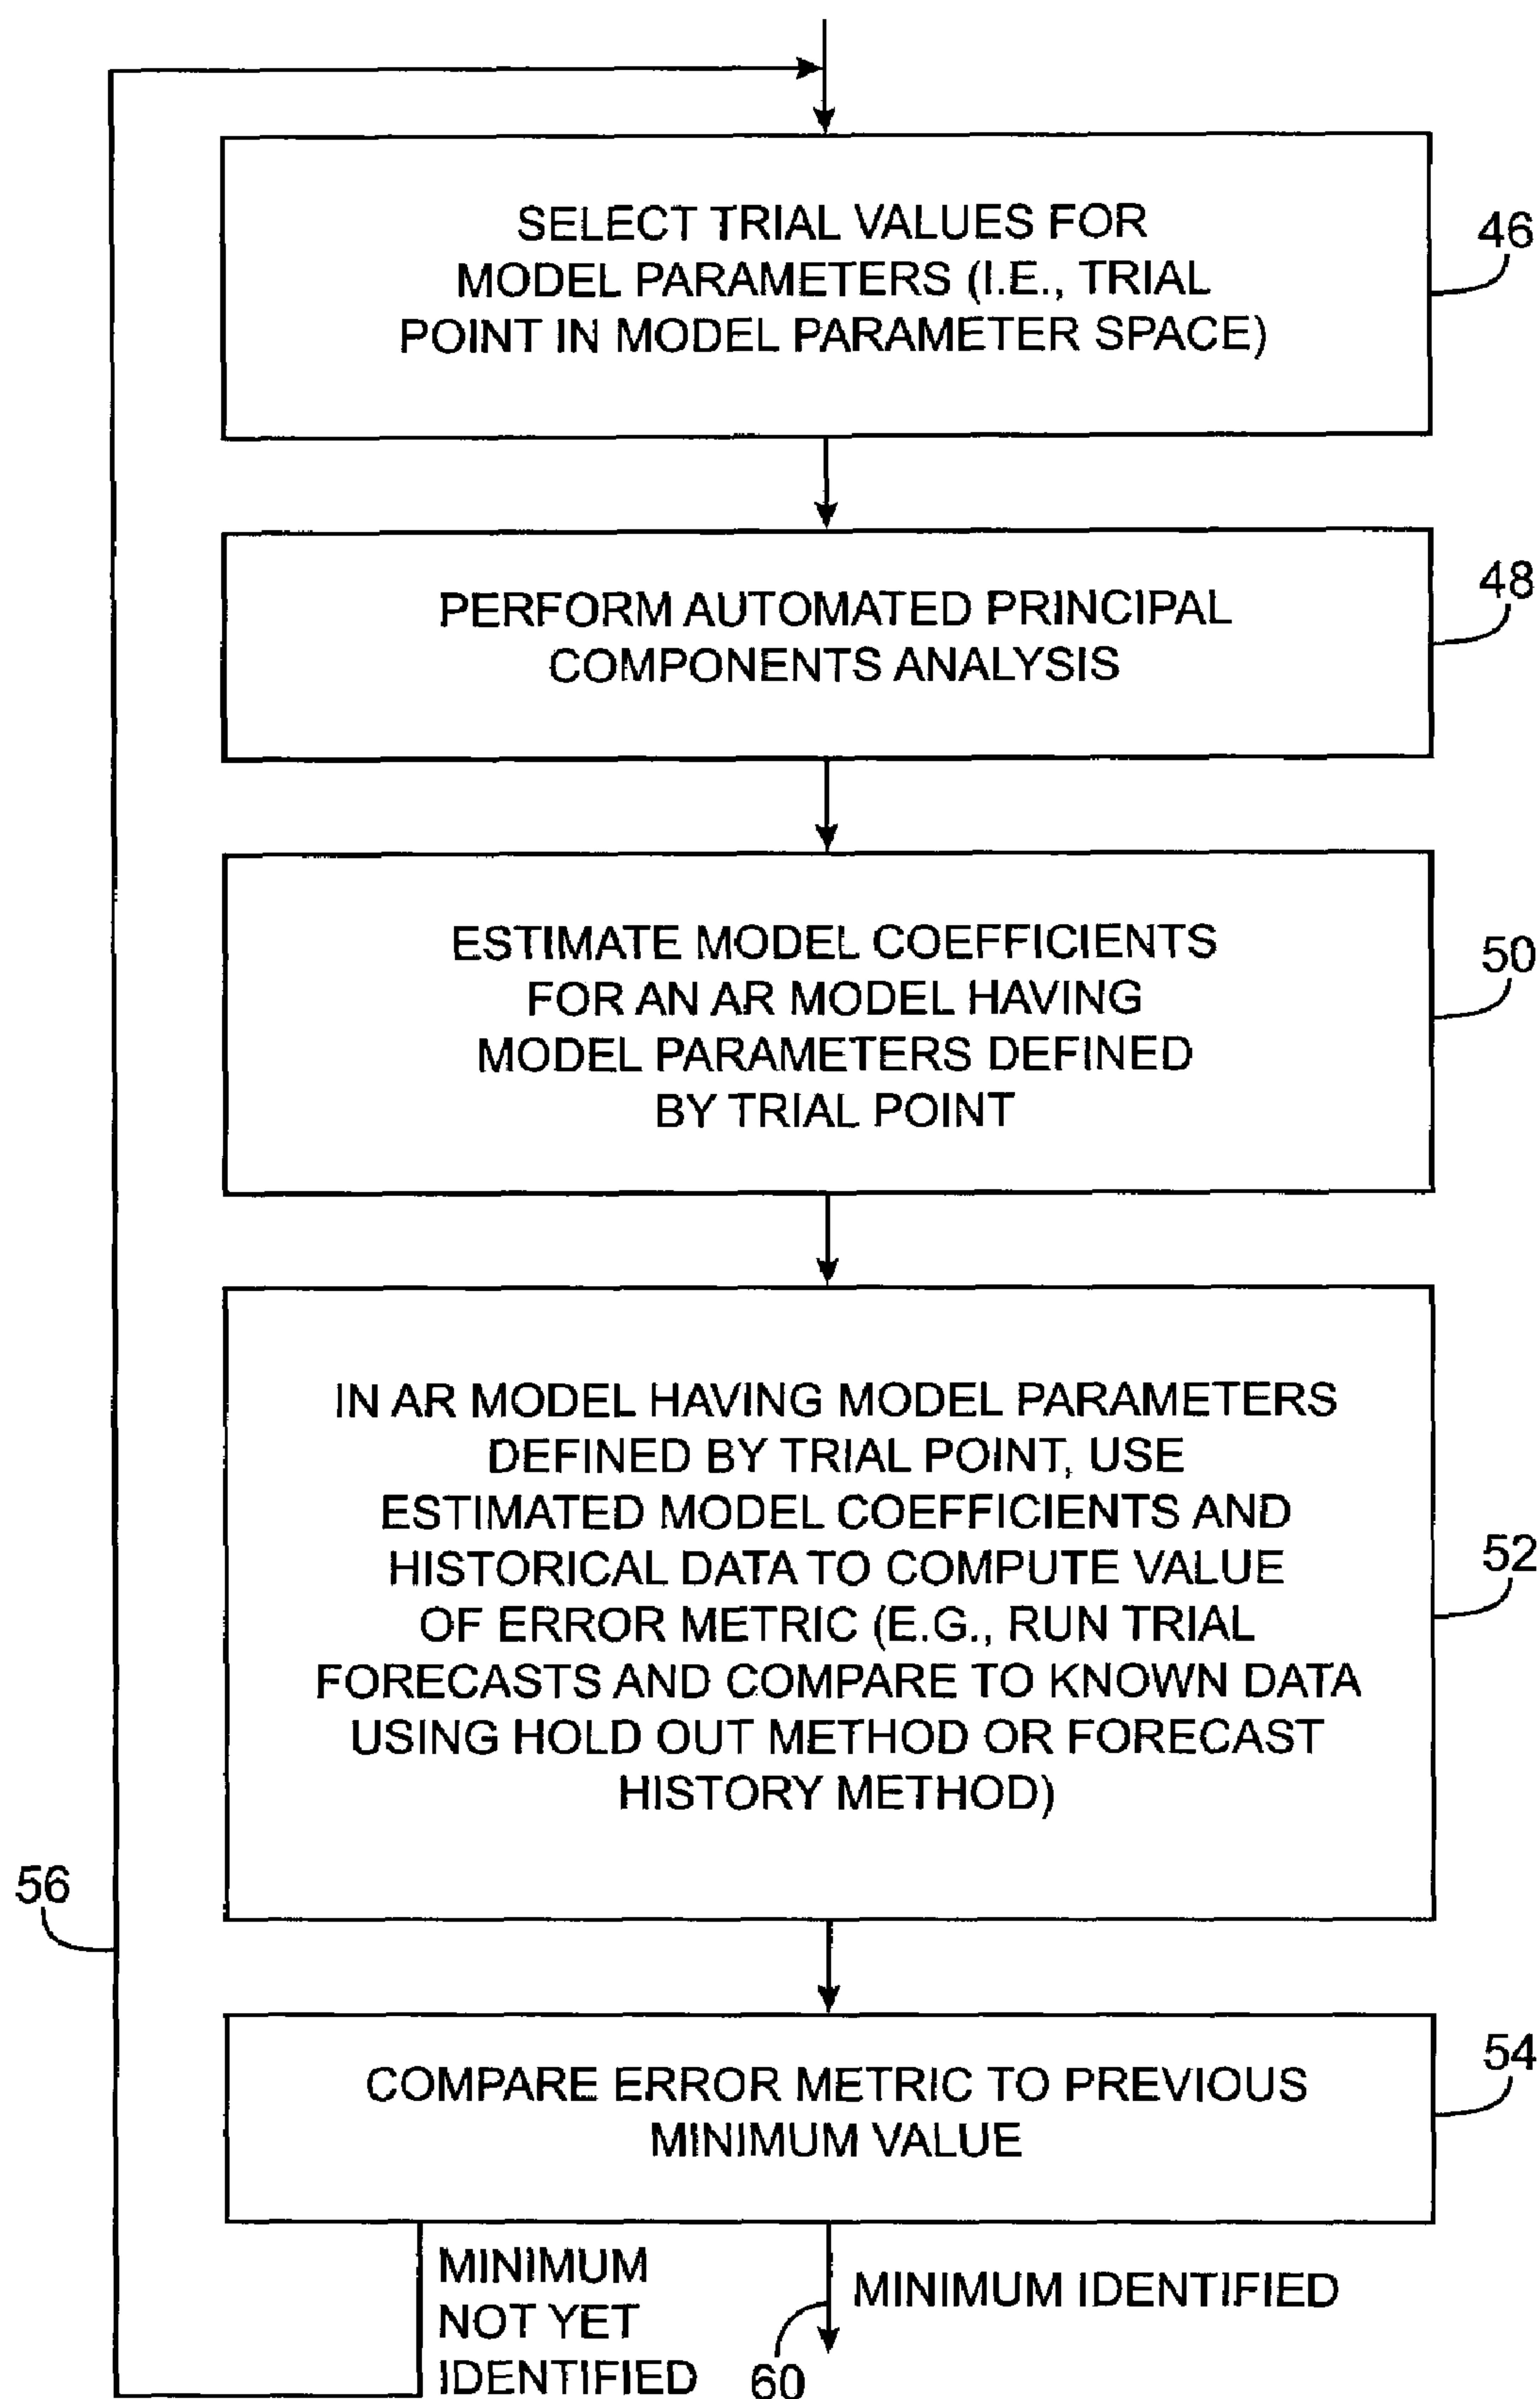 SELECT TRIAL VALUES FOR
MODEL PARAMETERS (I.E., TRIAL
POINT IN MODEL PARAMETER SPACE)
46
PERFORM AUTOMATED PRINCIPAL
COMPONENTS ANALYSIS
48
ESTIMATE MODEL COEFFICIENTS
FOR AN AR MODEL HAVING
MODEL PARAMETERS DEFINED
BY TRIAL POINT
50
IN AR MODEL HAVING MODEL PARAMETERS
DEFINED BY TRIAL POINT, USE
ESTIMATED MODEL COEFFICIENTS AND
HISTORICAL DATA TO COMPUTE VALUE
OF ERROR METRIC (E.G., RUN TRIAL
FORECASTS AND COMPARE TO KNOWN DATA
USING HOLD OUT METHOD OR FORECAST
HISTORY METHOD)
52
56
COMPARE ERROR METRIC TO PREVIOUS
MINIMUM VALUE
54
MINIMUM
NOT YET
IDENTIFIED
MINIMUM IDENTIFIED
60